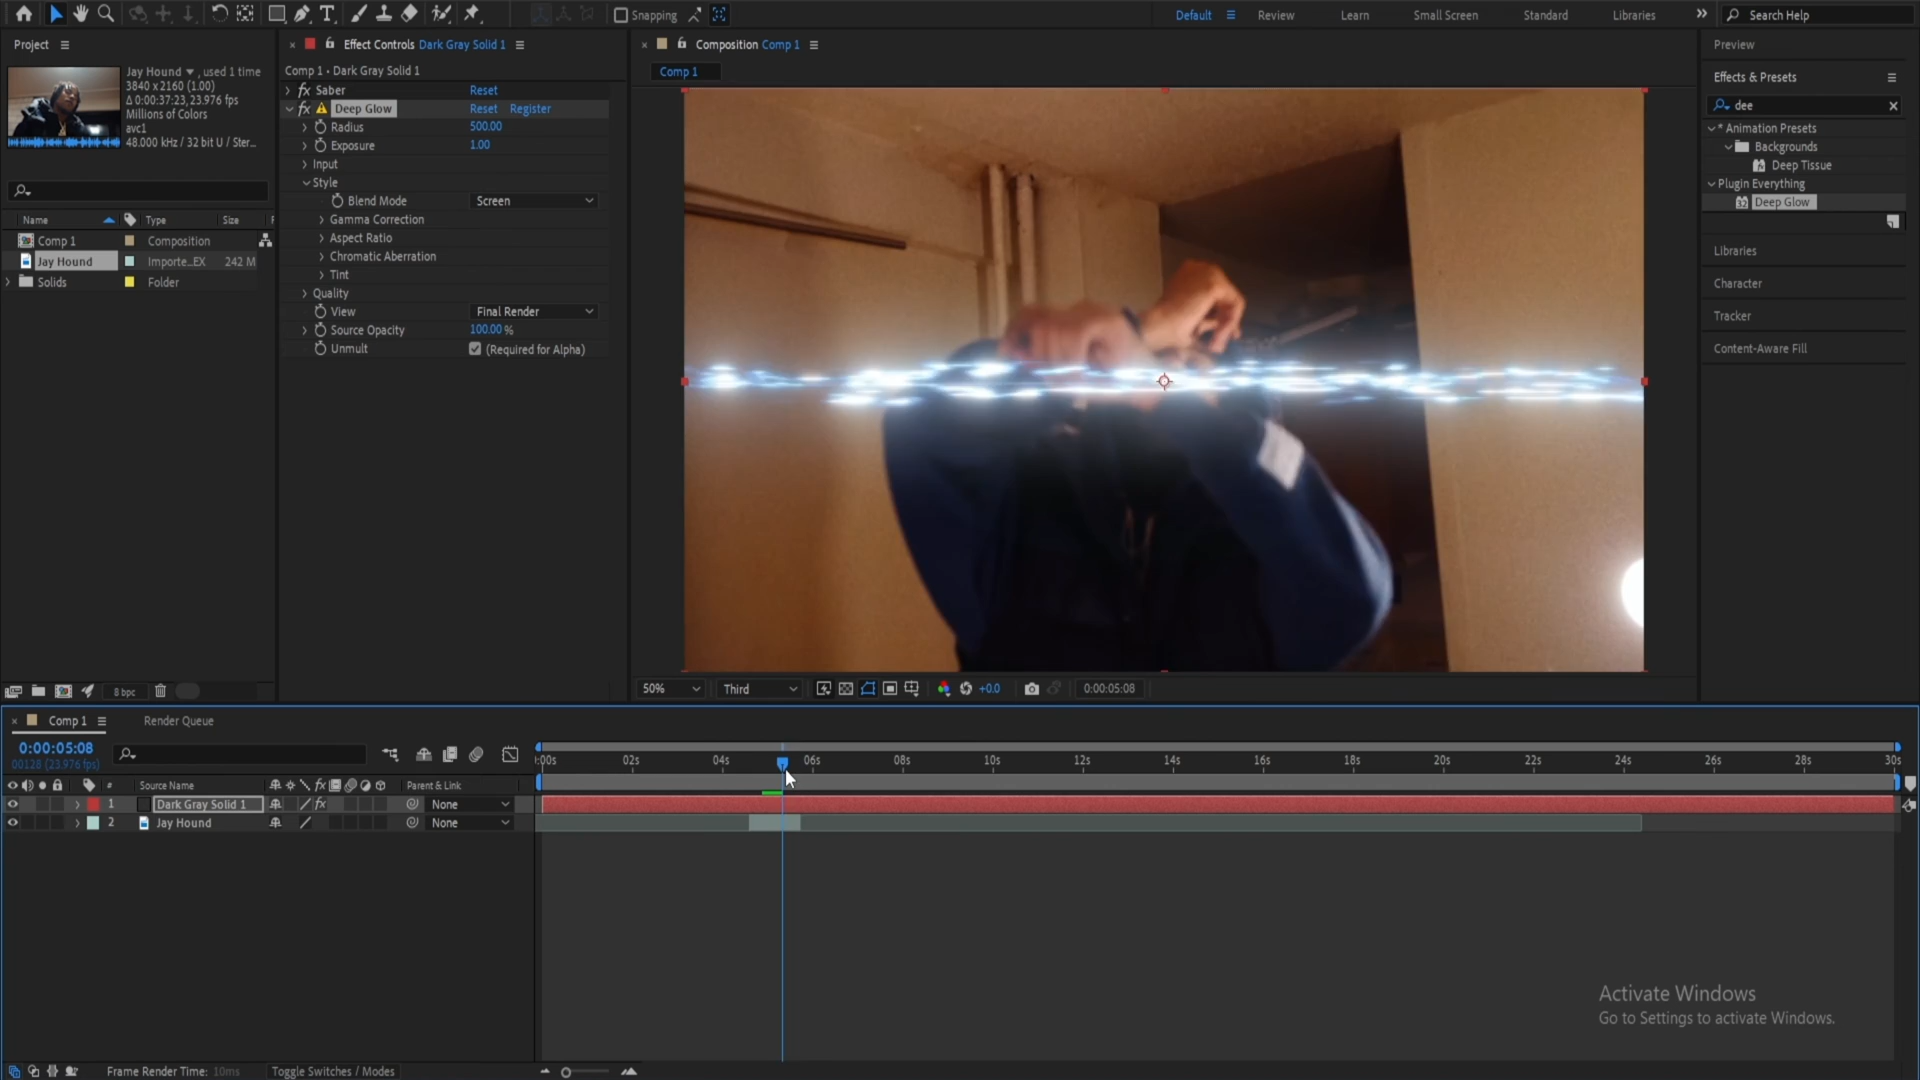 Snapping
Default
Review
Learn
Small Screen
Standard
Libraries
Search Help
Project
Effect Controls Dark Gray Solid 1
Composition Comp 1
Preview
Jay Hound , used 1 time
3840 x 2160 (1.00)
Δ 0:00:37:23, 23.976 fps
Millions of Colors
avc1
48.000 kHz / 32 bit U / Ster...
Comp 1 • Dark Gray Solid 1
Saber Reset
Deep Glow Reset Register
Radius 500.00
Exposure 1.00
Input
Style
Blend Mode Screen
Gamma Correction
Aspect Ratio
Chromatic Aberration
Tint
Quality
View Final Render
Source Opacity 100.00 %
Unmult (Required for Alpha)
Comp 1
Effects & Presets
dee
* Animation Presets
Backgrounds
Deep Tissue
Plugin Everything
Deep Glow
Libraries
Character
Tracker
Content-Aware Fill
Name Type Size
Comp 1 Composition
Jay Hound Importe...EX 242 M
Solids Folder
8 bpc
50% Third +0.0 0:00:05:08
Comp 1 Render Queue
0:00:05:08
00128 (23.976 fps)
:00s 02s 04s 06s 08s 10s 12s 14s 16s 18s 20s 22s 24s 26s 28s 30s
# Source Name Parent & Link
1 Dark Gray Solid 1 None
2 Jay Hound None
Activate Windows
Go to Settings to activate Windows.
Frame Render Time: 10ms
Toggle Switches / Modes